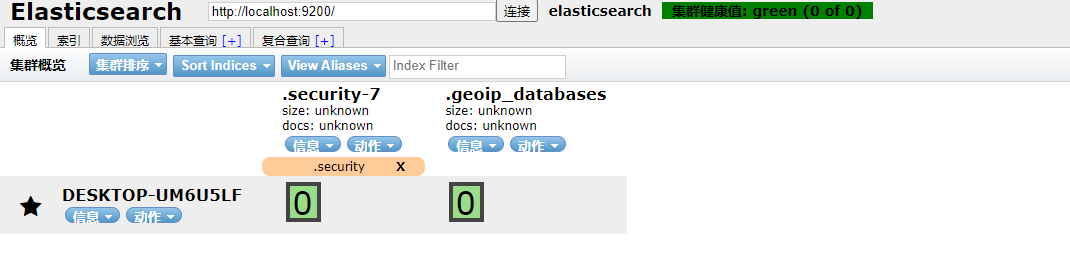 Elasticsearch http://localhost:9200/ 连接 elasticsearch 集群健康值: green (0 of 0)
概览 索引 数据浏览 基本查询 [+] 复合查询 [+]
集群概览 集群排序 Sort Indices View Aliases Index Filter
.security-7 .geoip_databases
size: unknown size: unknown
docs: unknown docs: unknown
信息 动作 信息 动作
.security X
DESKTOP-UM6U5LF 0 0
信息 动作